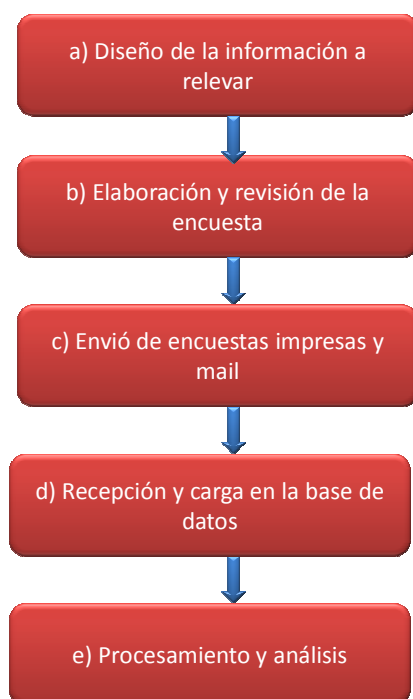 a) Diseño de la información a
relevar
b) Elaboración y revisión de la
encuesta
c) Envió de encuestas impresas y
mail
d) Recepción y carga en la base de
datos
e) Procesamiento y análisis